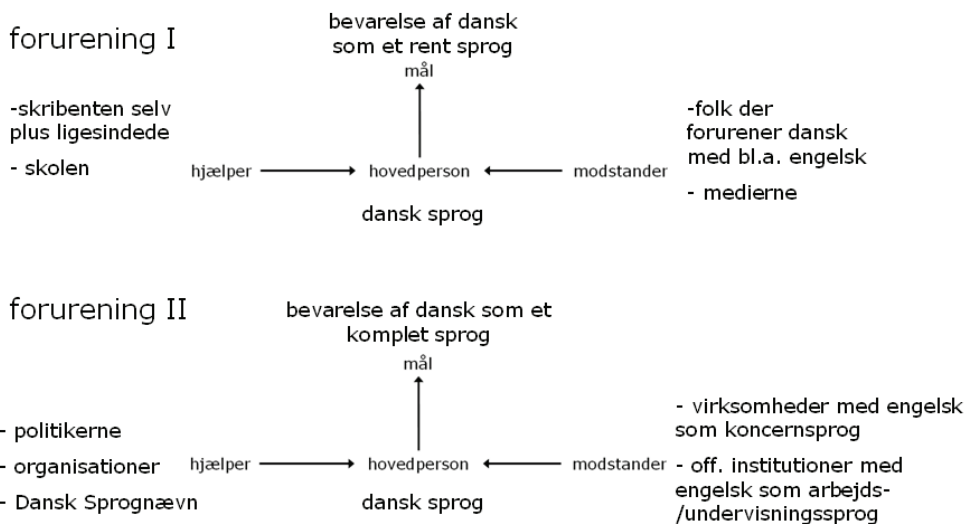 forurening I
bevarelse af dansk
som et rent sprog
mål
-skribenten selv
plus ligesindede
- skolen
hjælper
hovedperson
modstander
-folk der
forurener dansk
med bl.a. engelsk
- medierne
dansk sprog
forurening II
bevarelse af dansk som et
komplet sprog
mål
- politikerne
- organisationer
- Dansk Sprognævn
hjælper
hovedperson
modstander
- virksomheder med engelsk
som koncernsprog
- off. institutioner med
engelsk som arbejds-
/undervisningssprog
dansk sprog